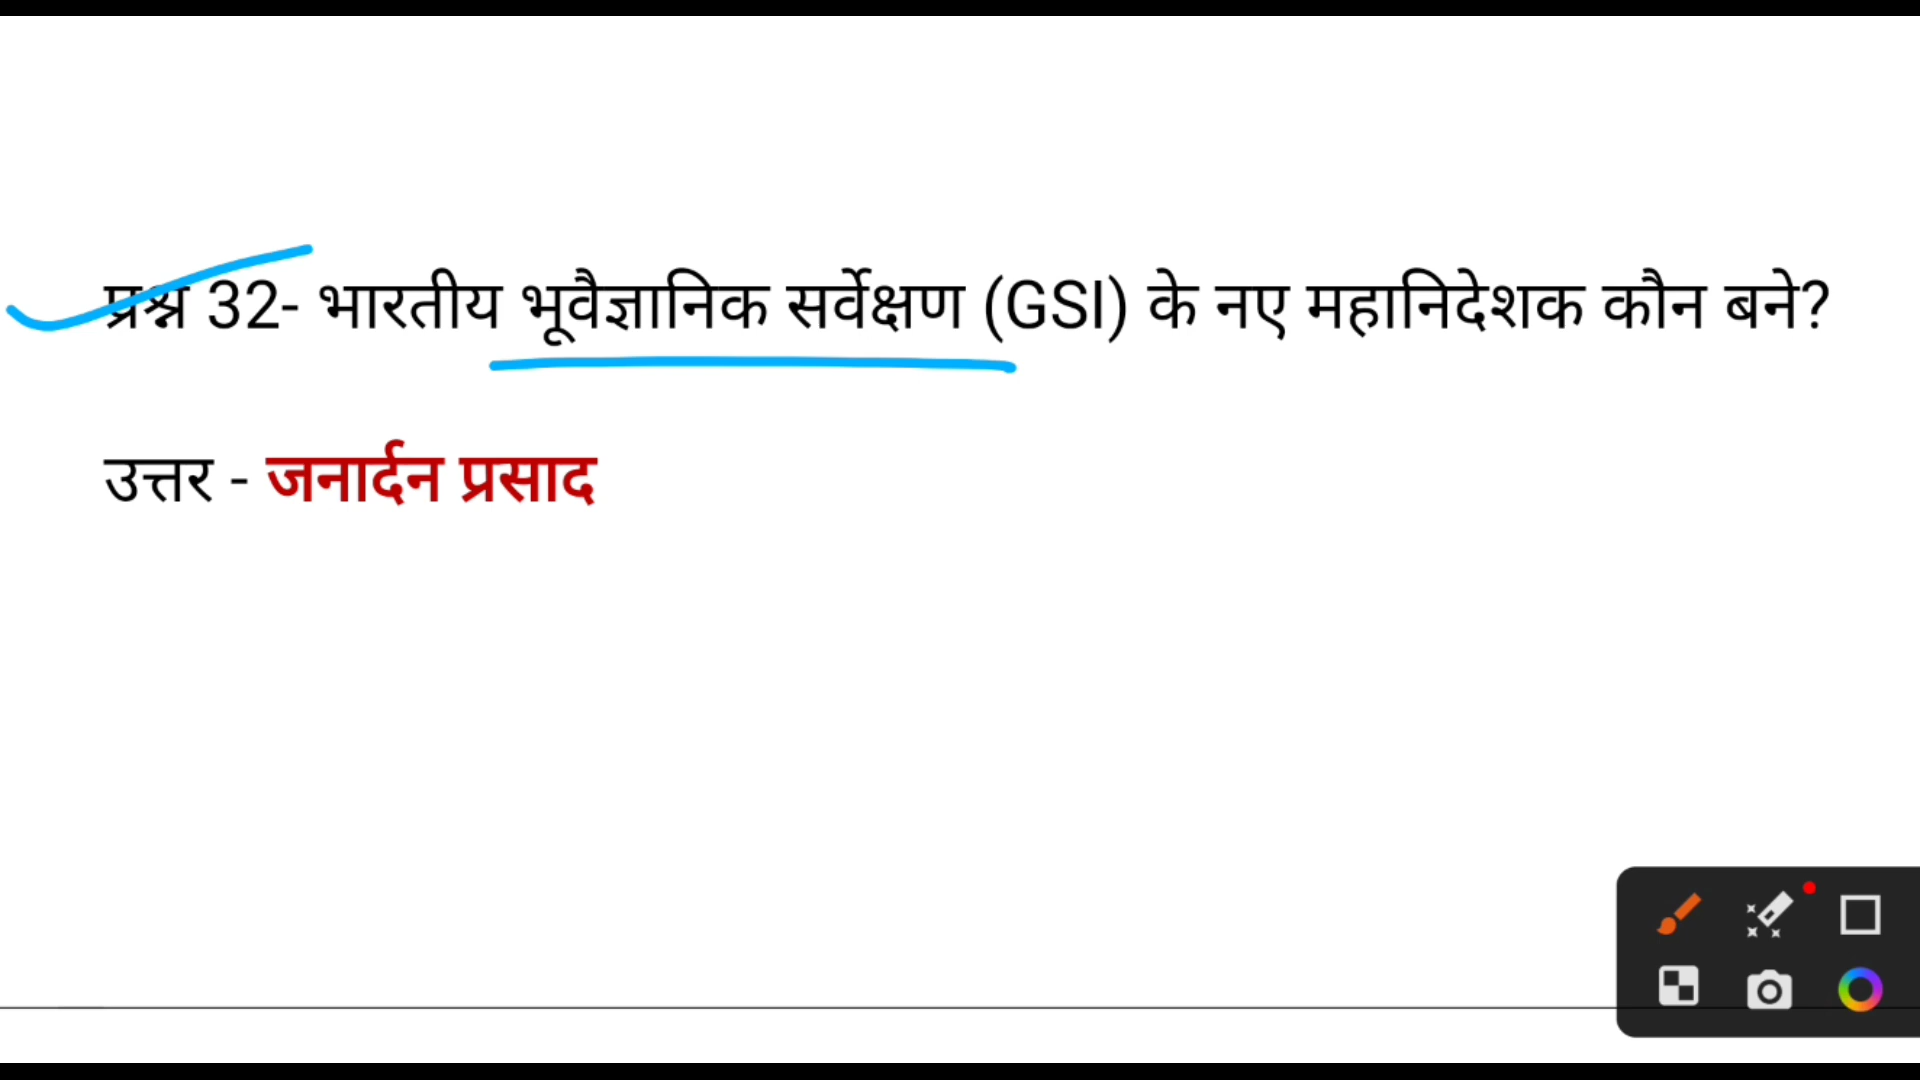 प्रश्न 32- भारतीय भूवैज्ञानिक सर्वेक्षण (GSI) के नए महानिदेशक कौन बने?
उत्तर - जनार्दन प्रसाद